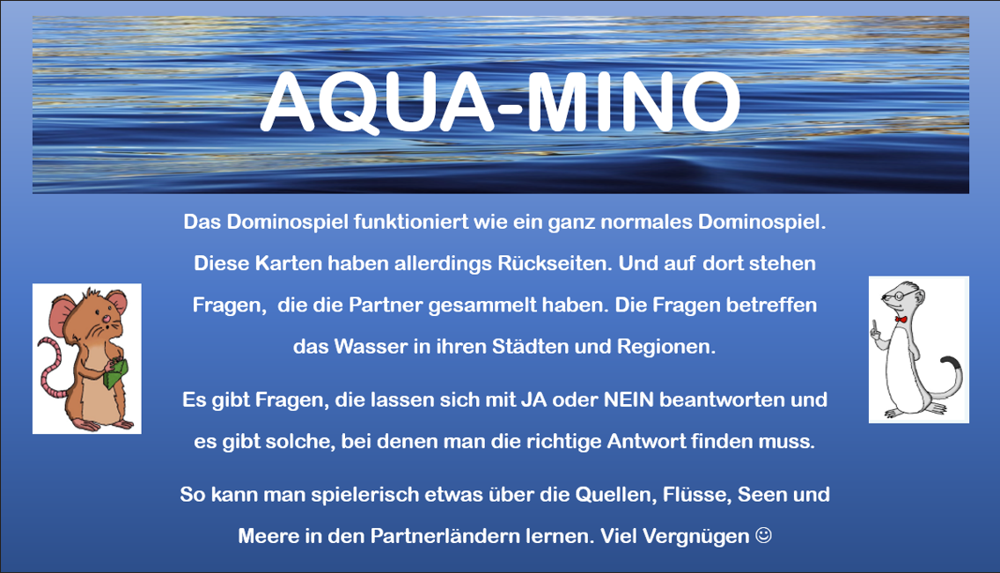 AQUA-MINO
Das Dominospiel funktioniert wie ein ganz normales Dominospiel.
Diese Karten haben allerdings Rückseiten. Und auf dort stehen
Fragen, die die Partner gesammelt haben. Die Fragen betreffen
das Wasser in ihren Städten und Regionen.
Es gibt Fragen, die lassen sich mit JA oder NEIN beantworten und
es gibt solche, bei denen man die richtige Antwort finden muss.
So kann man spielerisch etwas über die Quellen, Flüsse, Seen und
Meere in den Partnerländern lernen. Viel Vergnügen ☺